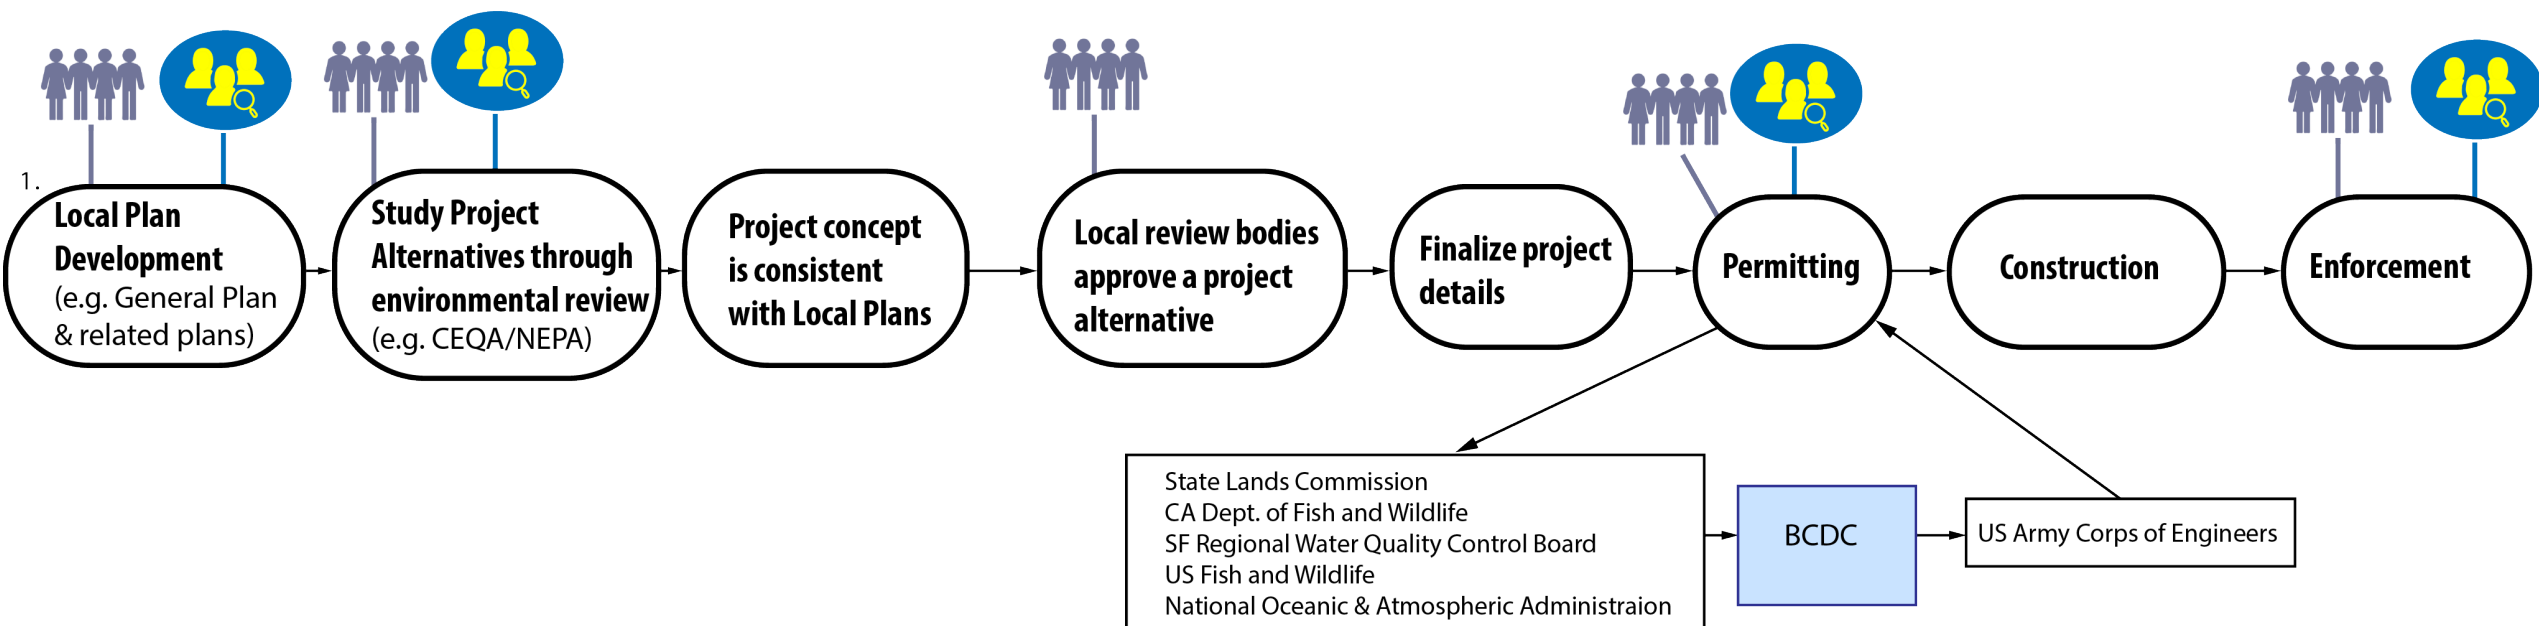 1.
Local Plan
Development
(e.g. General Plan
& related plans)
Study Project
Alternatives through
environmental review
(e.g. CEQA/NEPA)
Project concept
is consistent
with Local Plans
Local review bodies
approve a project
alternative
Finalize project
details
Permitting
Construction
Enforcement
State Lands Commission
CA Dept. of Fish and Wildlife
SF Regional Water Quality Control Board
US Fish and Wildlife
National Oceanic & Atmospheric Administraion
BCDC
US Army Corps of Engineers